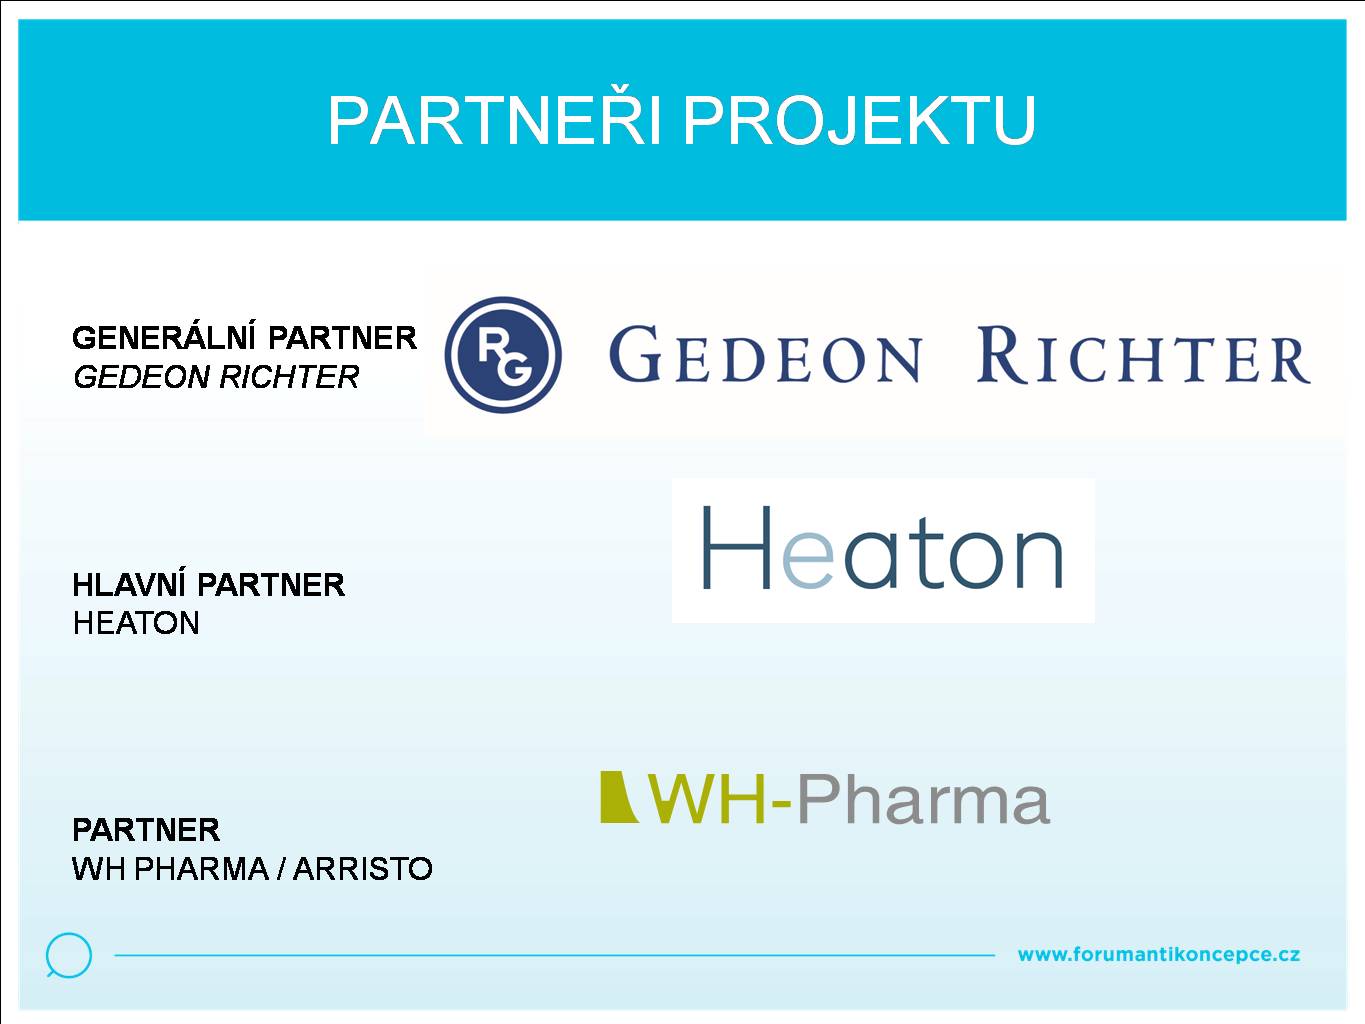 PARTNEŘI PROJEKTU
GENERÁLNÍ PARTNER
GEDEON RICHTER
RG GEDEON RICHTER
HLAVNÍ PARTNER
HEATON
Heaton
PARTNER
WH PHARMA / ARRISTO
WH-Pharma
www.forumantikoncepce.cz